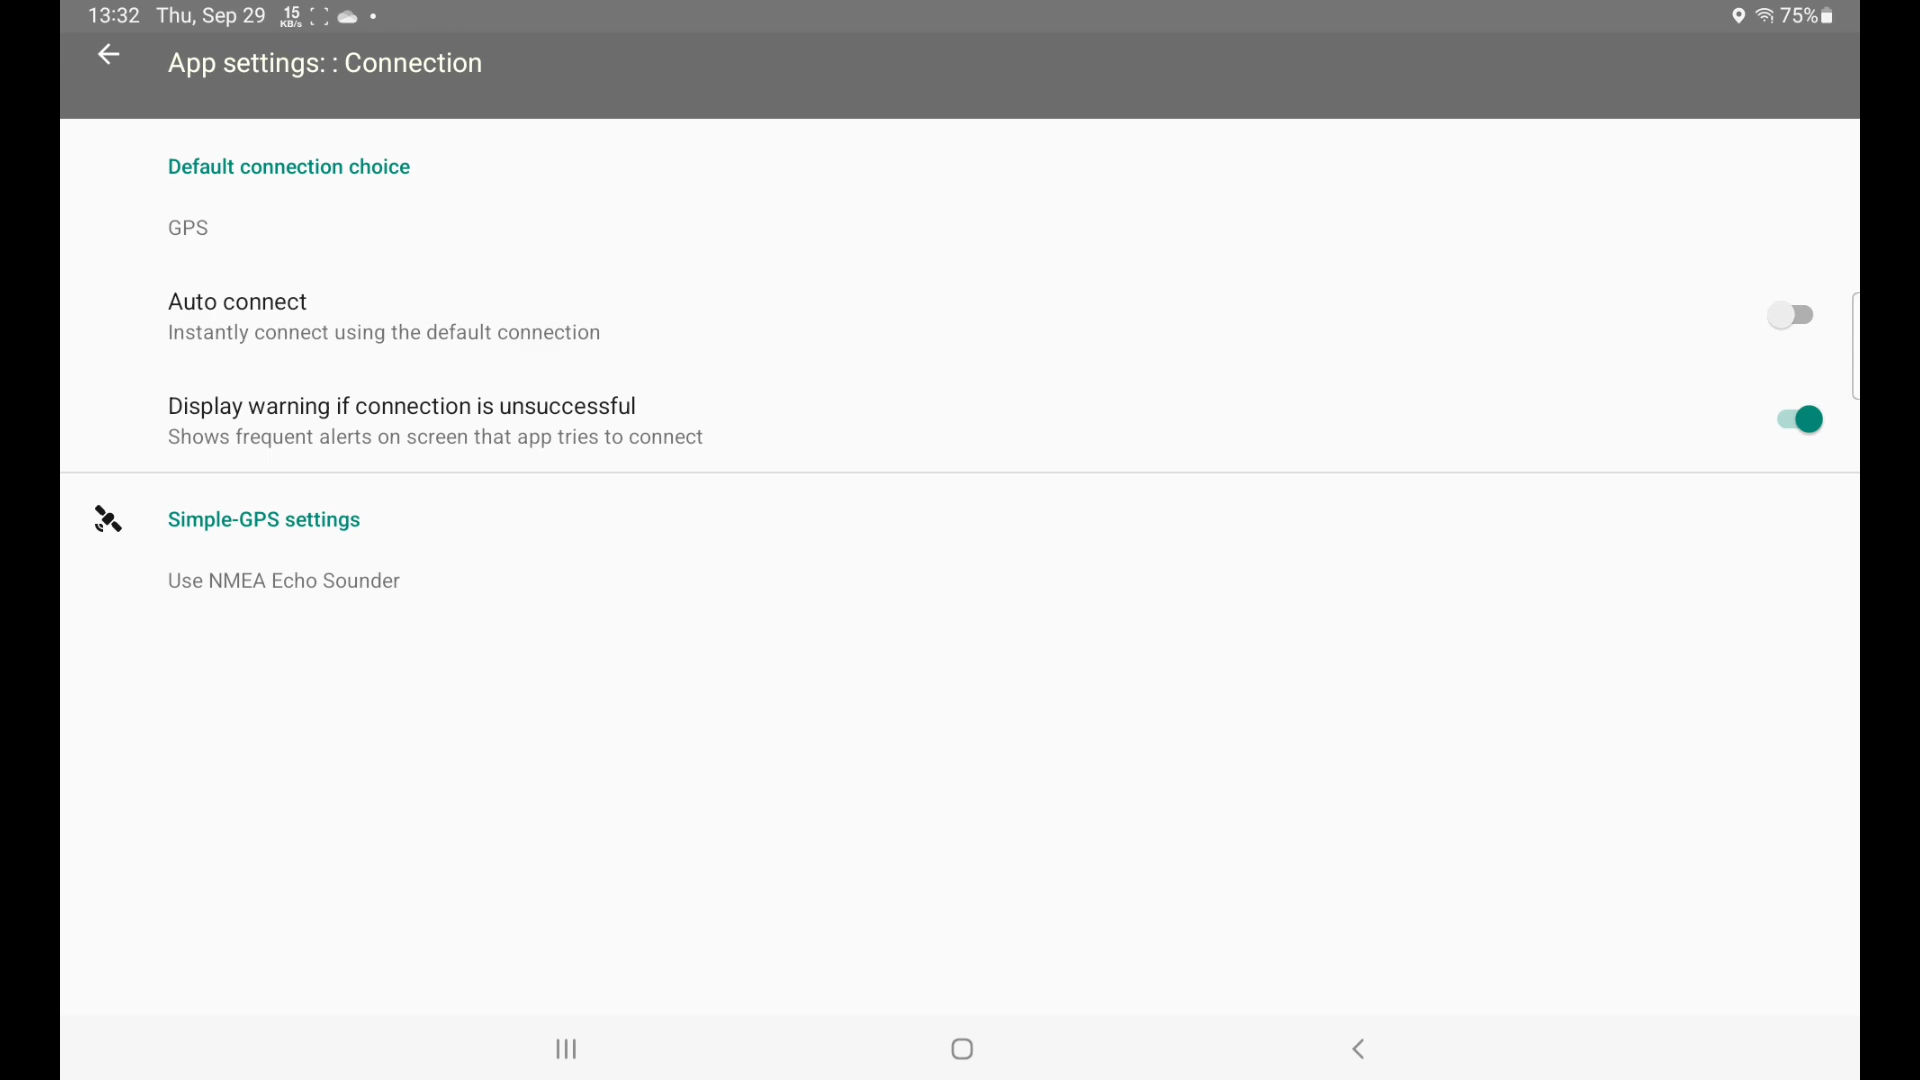 13:32 Thu, Sep 29 15 KB/s 75%
App settings: : Connection
Default connection choice
GPS
Auto connect
Instantly connect using the default connection
Display warning if connection is unsuccessful
Shows frequent alerts on screen that app tries to connect
Simple-GPS settings
Use NMEA Echo Sounder